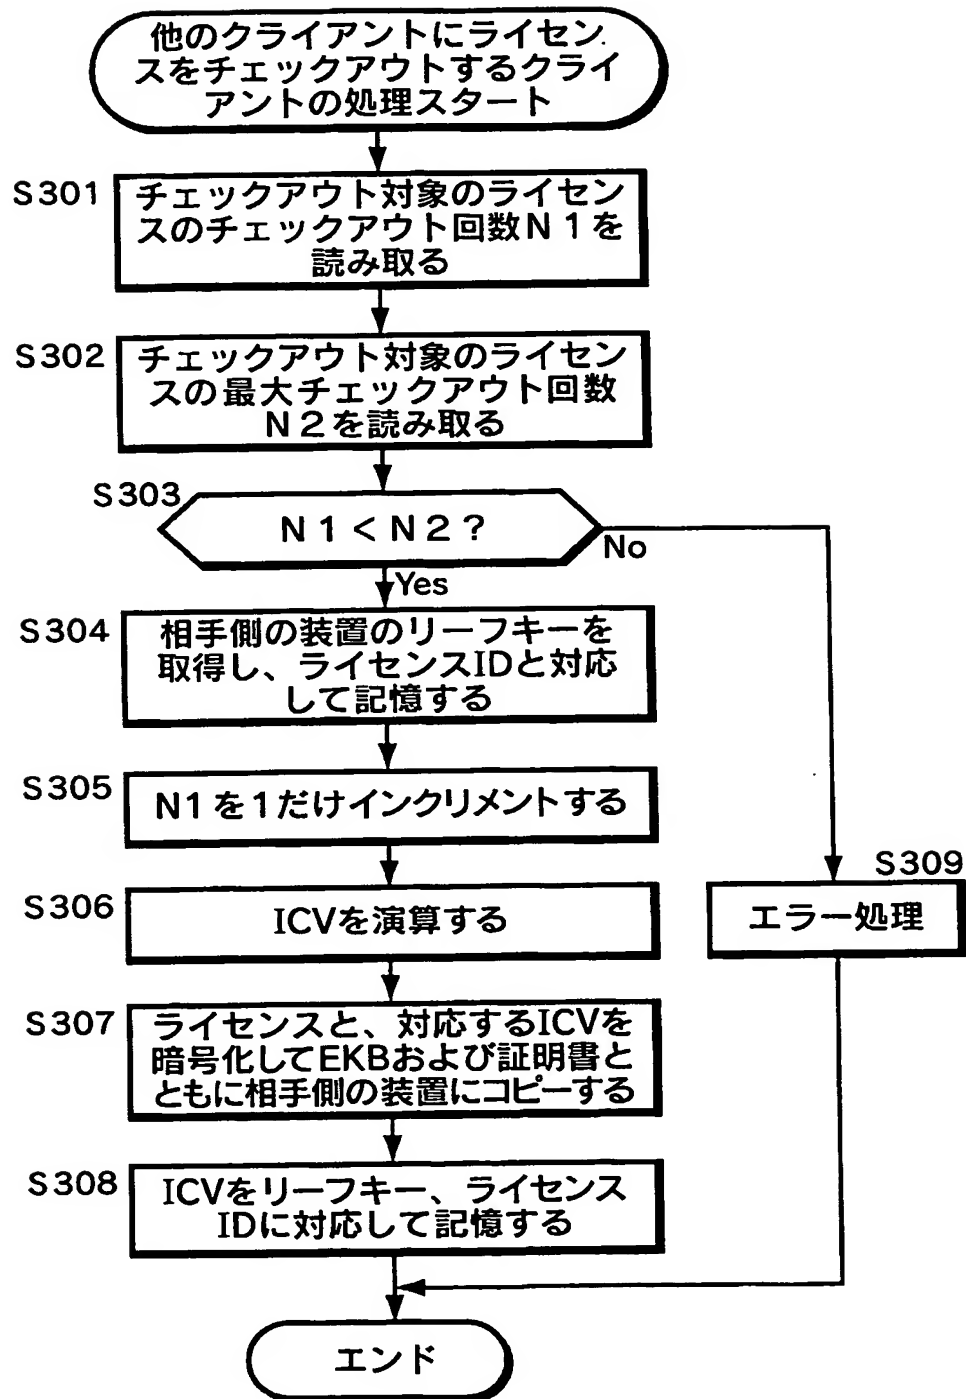 他のクライアントにライセン
スをチェックアウトするクライ
アントの処理スタート
S301
チェックアウト対象のライセン
スのチェックアウト回数N1を
読み取る
S302
チェックアウト対象のライセン
スの最大チェックアウト回数
N2を読み取る
S303
N1<N2?
No
Yes
S304
相手側の装置のリーフキーを
取得し、ライセンスIDと対応
して記憶する
S305
N1を1だけインクリメントする
S306
ICVを演算する
S309
エラー処理
S307
ライセンスと、対応するICVを
暗号化してEKBおよび証明書と
ともに相手側の装置にコピーする
S308
ICVをリーフキー、ライセンス
IDに対応して記憶する
エンド